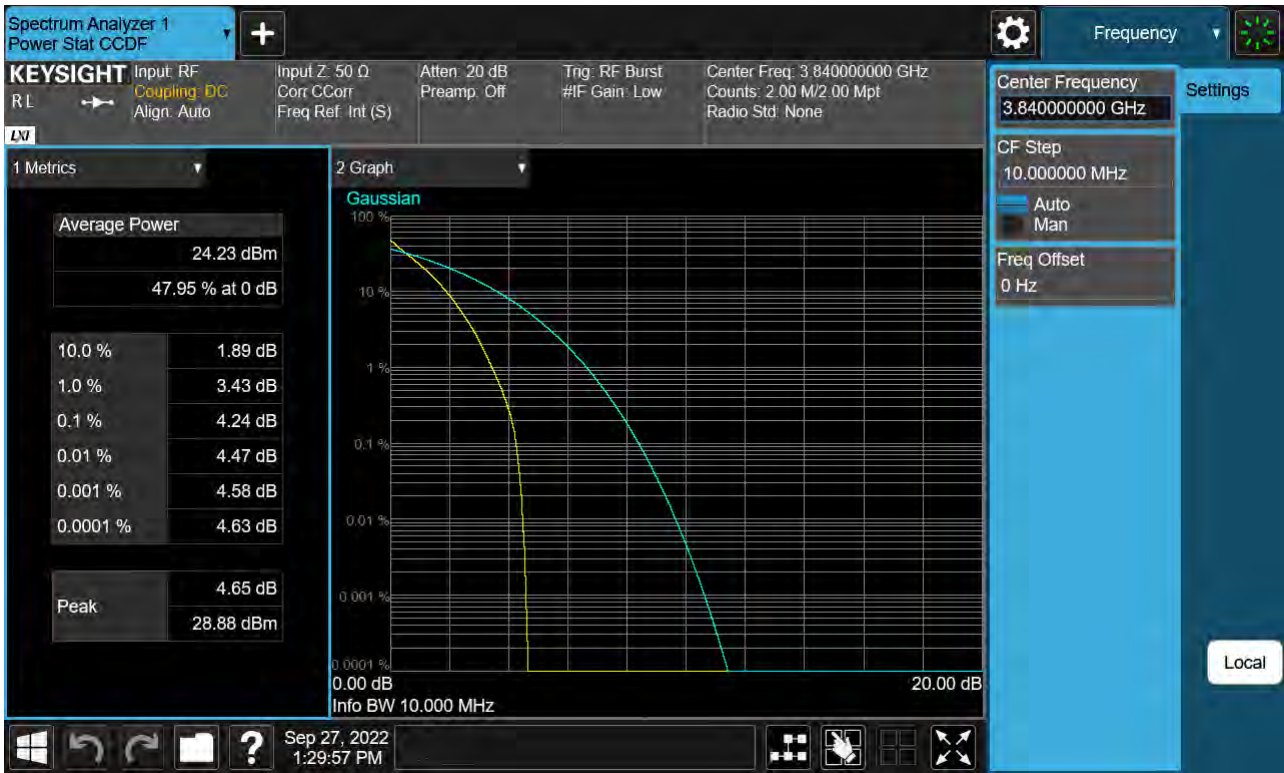 Spectrum Analyzer 1
Power Stat CCDF
+
Frequency
KEYSIGHT
RL
LXI
Input: RF
Coupling: DC
Align: Auto
Input Z: 50 Ω
Corr CCorr
Freq Ref: Int (S)
Atten: 20 dB
Preamp: Off
Trig: RF Burst
#IF Gain: Low
Center Freq: 3.840000000 GHz
Counts: 2.00 M/2.00 Mpt
Radio Std: None
Center Frequency
3.840000000 GHz
Settings
CF Step
10.000000 MHz
Auto
Man
Freq Offset
0 Hz
Local
1 Metrics
Average Power
24.23 dBm
47.95 % at 0 dB
10.0 % 1.89 dB
1.0 % 3.43 dB
0.1 % 4.24 dB
0.01 % 4.47 dB
0.001 % 4.58 dB
0.0001 % 4.63 dB
Peak
4.65 dB
28.88 dBm
2 Graph
Gaussian
100 %
10 %
1 %
0.1 %
0.01 %
0.001 %
0.0001 %
0.00 dB 20.00 dB
Info BW 10.000 MHz
?
Sep 27, 2022
1:29:57 PM